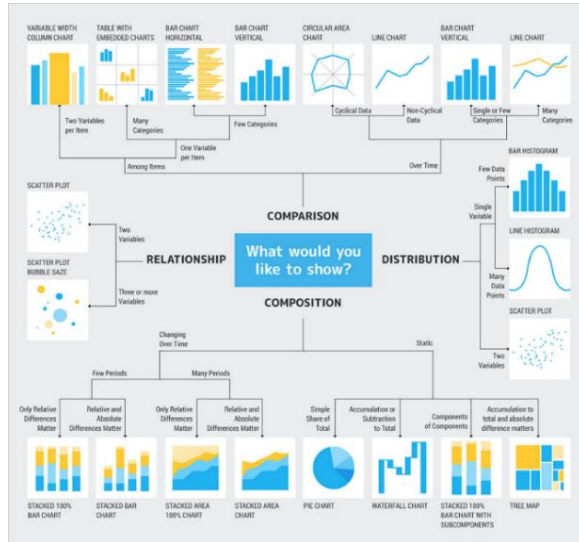 VARIABLE WIDTH
COLUMN CHART
TABLE WITH
EMBEDDED CHARTS
BAR CHART
HORIZONTAL
BAR CHART
VERTICAL
CIRCULAR AREA
CHART
LINE CHART
BAR CHART
VERTICAL
LINE CHART
Two Variables
per Item
Many
Categories
Few Categories
Cyclical Data
Non-Cyclical
Data
Single or Few
Categories
Many
Categories
One Variable
per Item
Among Items
Over Time
COMPARISON
SCATTER PLOT
Two
Variables
SCATTER PLOT
BUBBLE SAZE
Three or more
Variables
RELATIONSHIP
What would you
like to show?
DISTRIBUTION
BAR HISTOGRAM
Few Data
Points
Single
Variable
LINE HISTOGRAM
Many
Data
Points
SCATTER PLOT
Two
Variables
COMPOSITION
Changing
Over Time
Static
Few Periods
Many Periods
Only Relative
Differences
Matter
Relative and
Absolute
Differences Matter
Only Relative
Differences
Matter
Relative and
Absolute
Differences Matter
Single
Share of
Total
Accumulation or
Subtraction
to Total
Components
of Components
Accumulation to
total and absolute
difference matters
STACKED 100%
BAR CHART
STACKED BAR
CHART
STACKED AREA
100% CHART
STACKED AREA
CHART
PIE CHART
WATERFALL CHART
STACKED 100%
BAR CHART WITH
SUBCOMPONENTS
TREE MAP